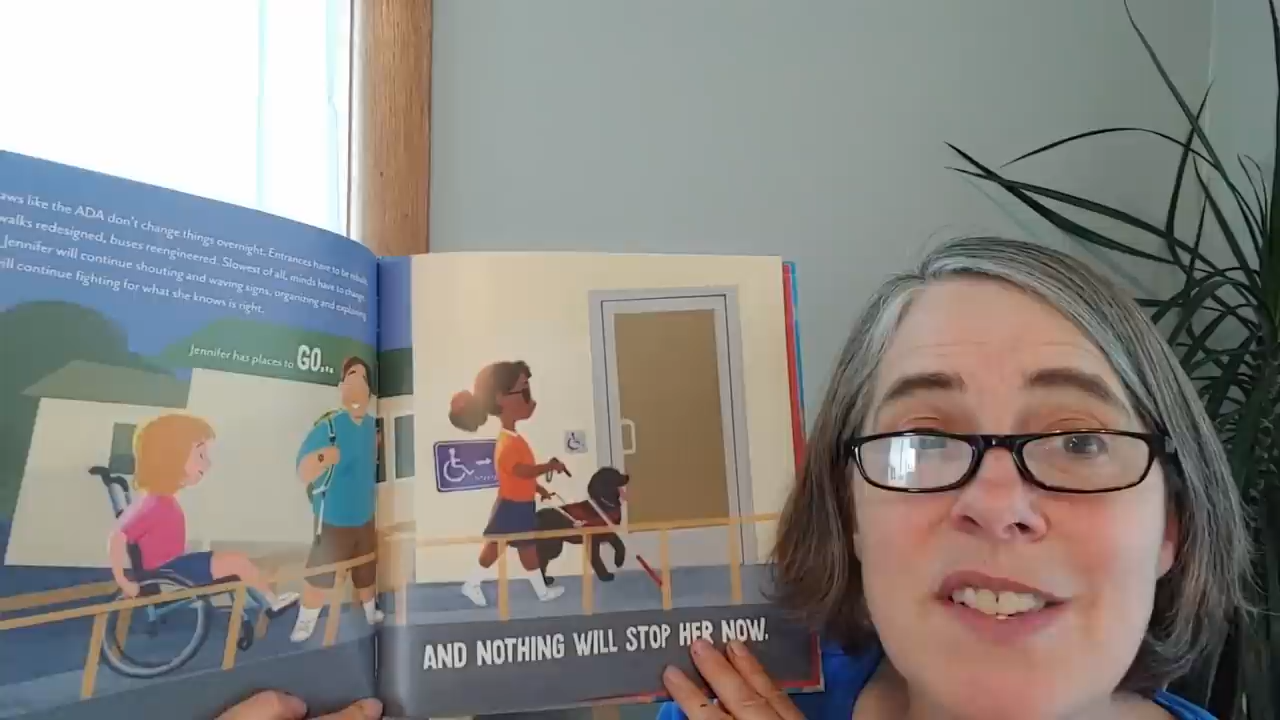 aws like the ADA don't change things overnight. Entrances have to be rebuilt,
walks redesigned, buses reengineered. Slowest of all, minds have to change.
Jennifer will continue shouting and waving signs, organizing and explaining
ill continue fighting for what she knows is right.
Jennifer has places to GO...
AND NOTHING WILL STOP HER NOW.